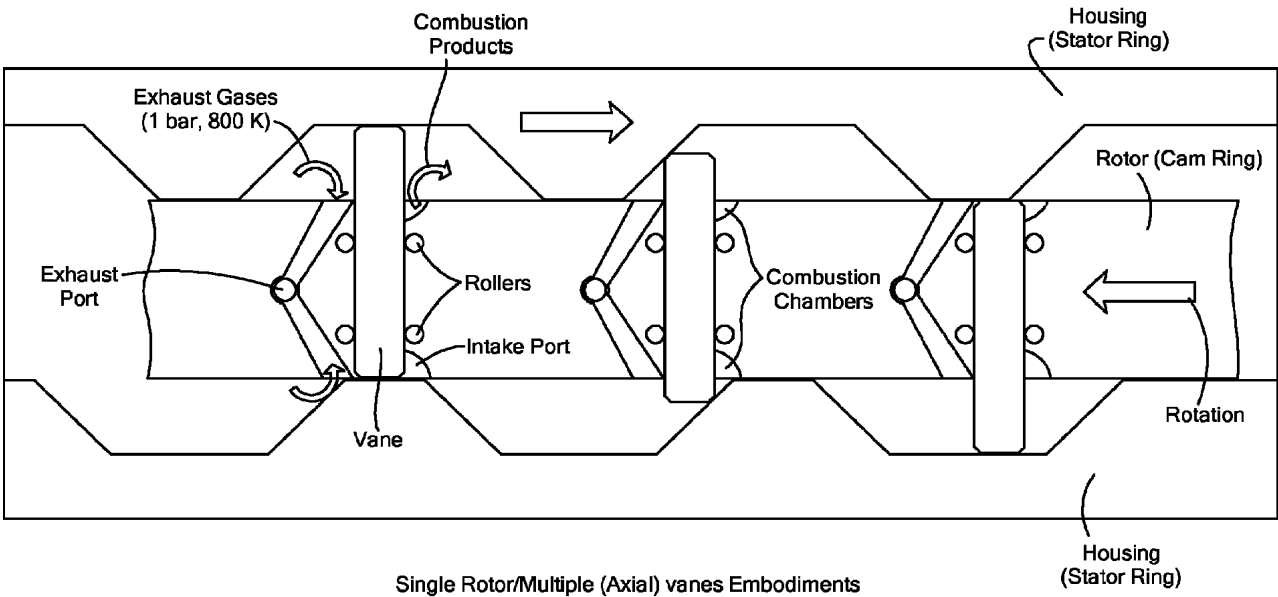 Combustion
Products
Housing
(Stator Ring)
Exhaust Gases
(1 bar, 800 K)
Rotor (Cam Ring)
Exhaust
Port
Rollers
Combustion
Chambers
Intake Port
Vane
Rotation
Housing
(Stator Ring)
Single Rotor/Multiple (Axial) vanes Embodiments